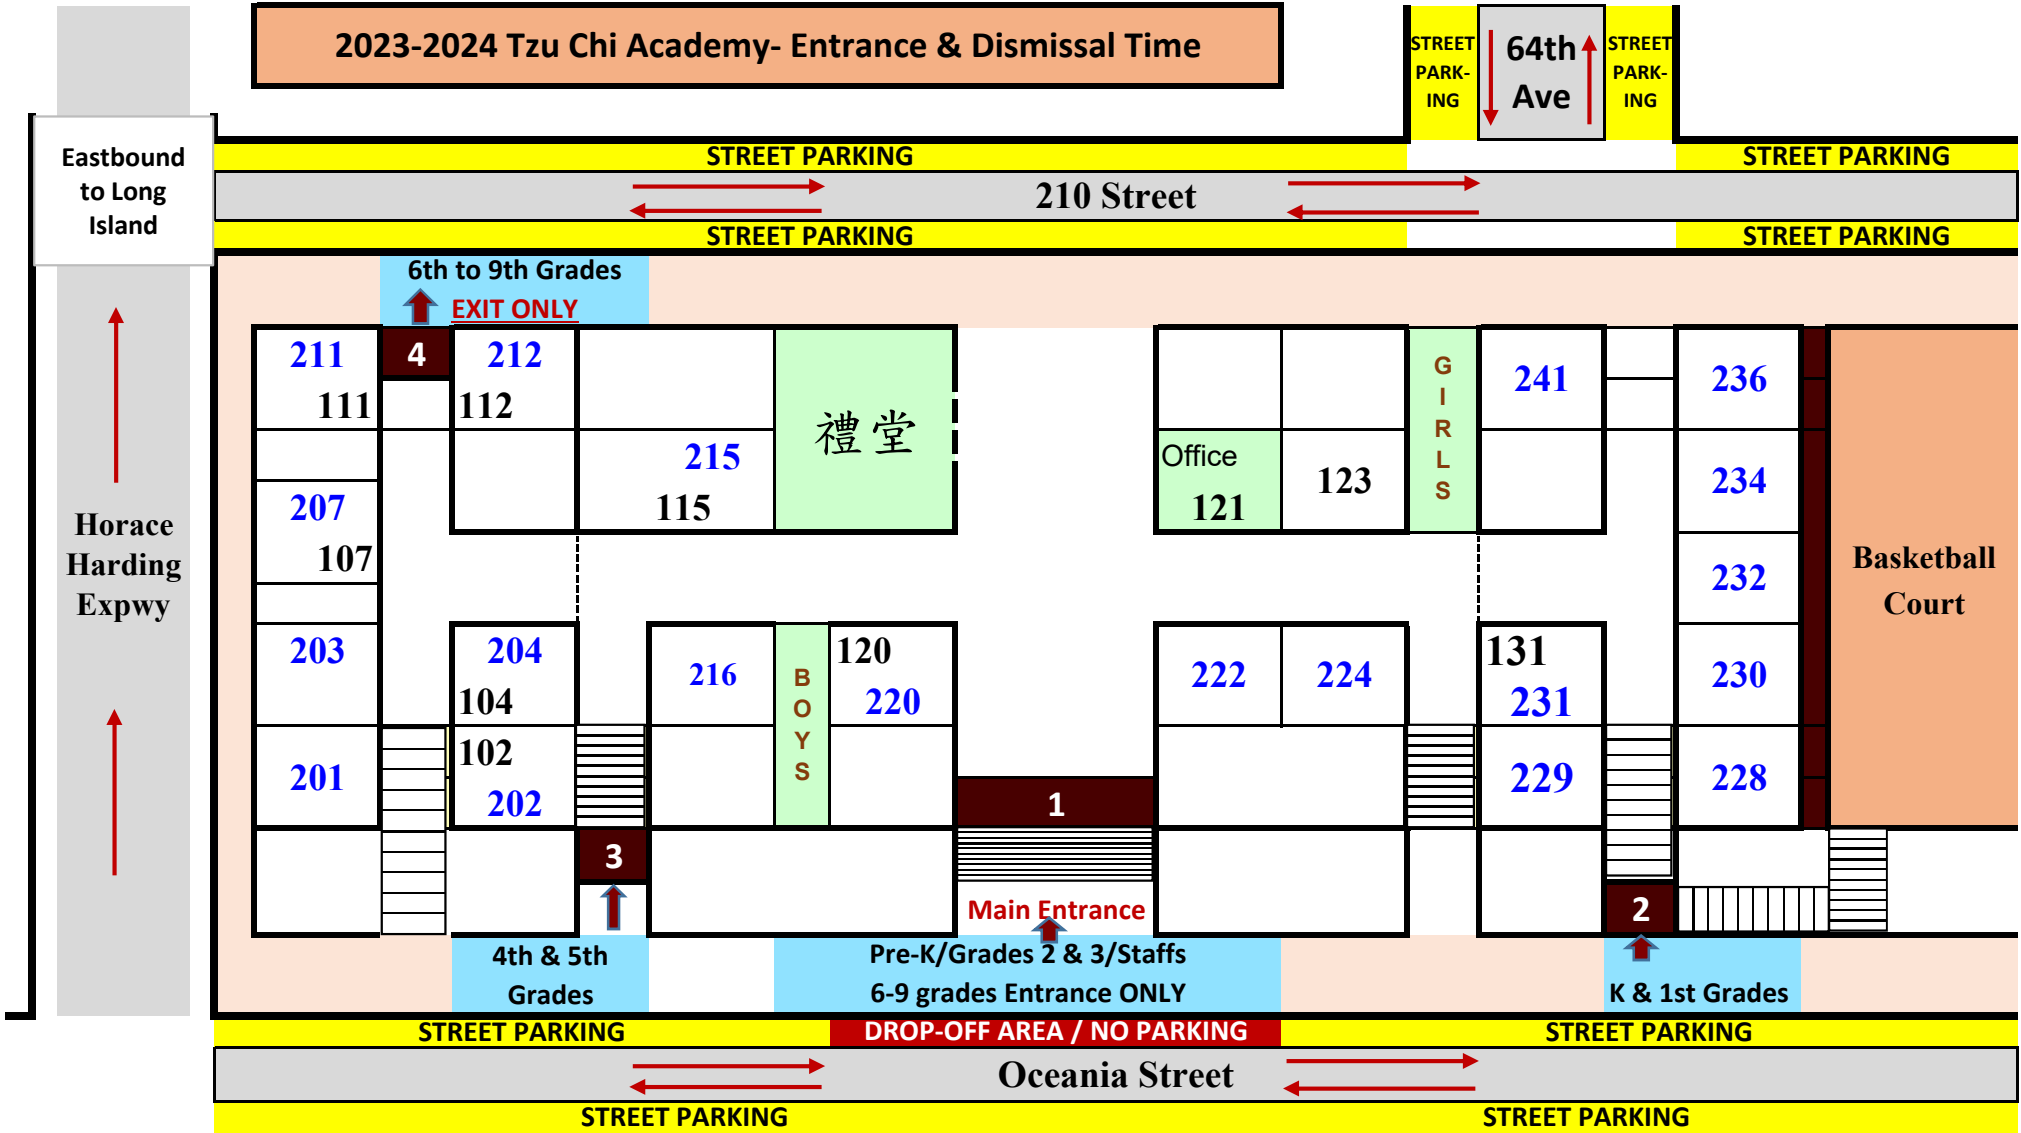 2023-2024 Tzu Chi Academy- Entrance & Dismissal Time
STREET
PARK-
ING
64th
Ave
STREET
PARK-
ING
Eastbound
to Long
Island
STREET PARKING
STREET PARKING
210 Street
STREET PARKING
STREET PARKING
6th to 9th Grades
EXIT ONLY
211
111
4
212
112
禮堂
GIRLS
241
236
215
115
Office
121
123
234
207
107
Horace
Harding
Expwy
232
Basketball
Court
203
204
104
216
BOYS
120
220
222
224
131
231
230
201
102
202
1
229
228
3
Main Entrance
2
4th & 5th
Grades
Pre-K/Grades 2 & 3/Staffs
6-9 grades Entrance ONLY
K & 1st Grades
STREET PARKING
DROP-OFF AREA / NO PARKING
STREET PARKING
Oceania Street
STREET PARKING
STREET PARKING